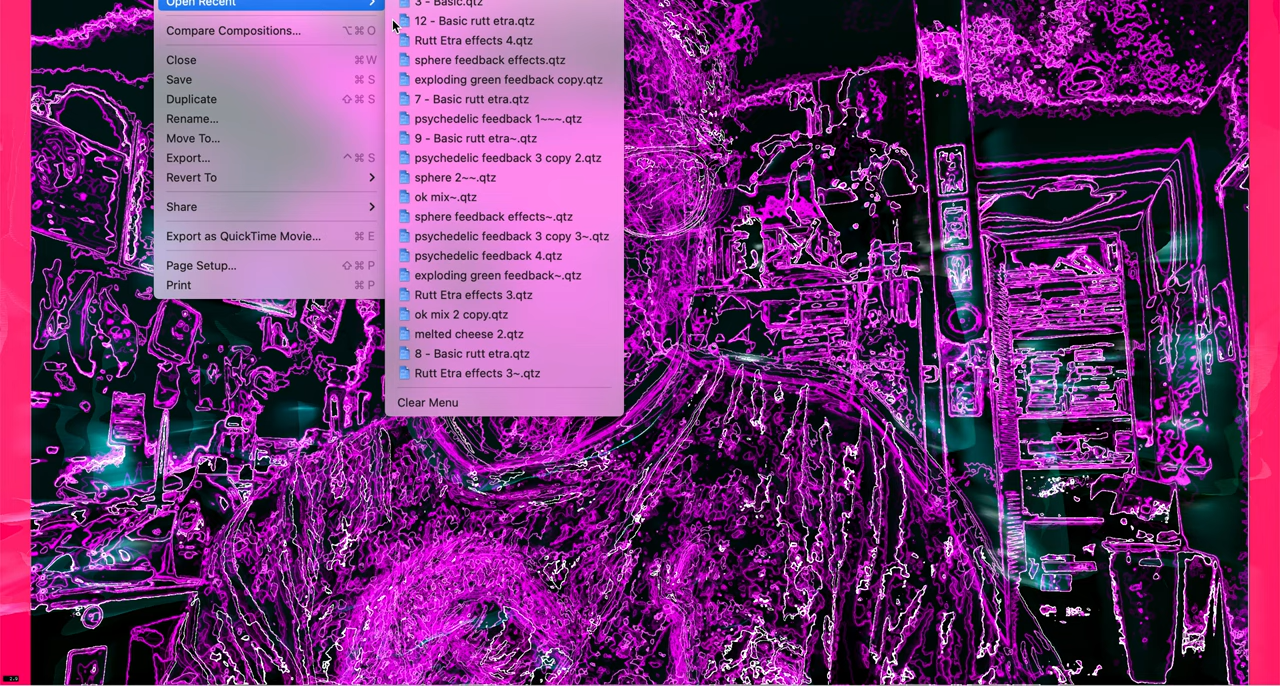 Open Recent
Compare Compositions... ⌥⌘O
Close ⌘W
Save ⌘S
Duplicate ⇧⌘S
Rename...
Move To...
Export... ^⌘S
Revert To
Share
Export as QuickTime Movie... ⌘E
Page Setup... ⇧⌘P
Print ⌘P
3 - Basic.qtz
12 - Basic rutt etra.qtz
Rutt Etra effects 4.qtz
sphere feedback effects.qtz
exploding green feedback copy.qtz
7 - Basic rutt etra.qtz
psychedelic feedback 1~~~.qtz
9 - Basic rutt etra~.qtz
psychedelic feedback 3 copy 2.qtz
sphere 2~~.qtz
ok mix~.qtz
sphere feedback effects~.qtz
psychedelic feedback 3 copy 3~.qtz
psychedelic feedback 4.qtz
exploding green feedback~.qtz
Rutt Etra effects 3.qtz
ok mix 2 copy.qtz
melted cheese 2.qtz
8 - Basic rutt etra.qtz
Rutt Etra effects 3~.qtz
Clear Menu